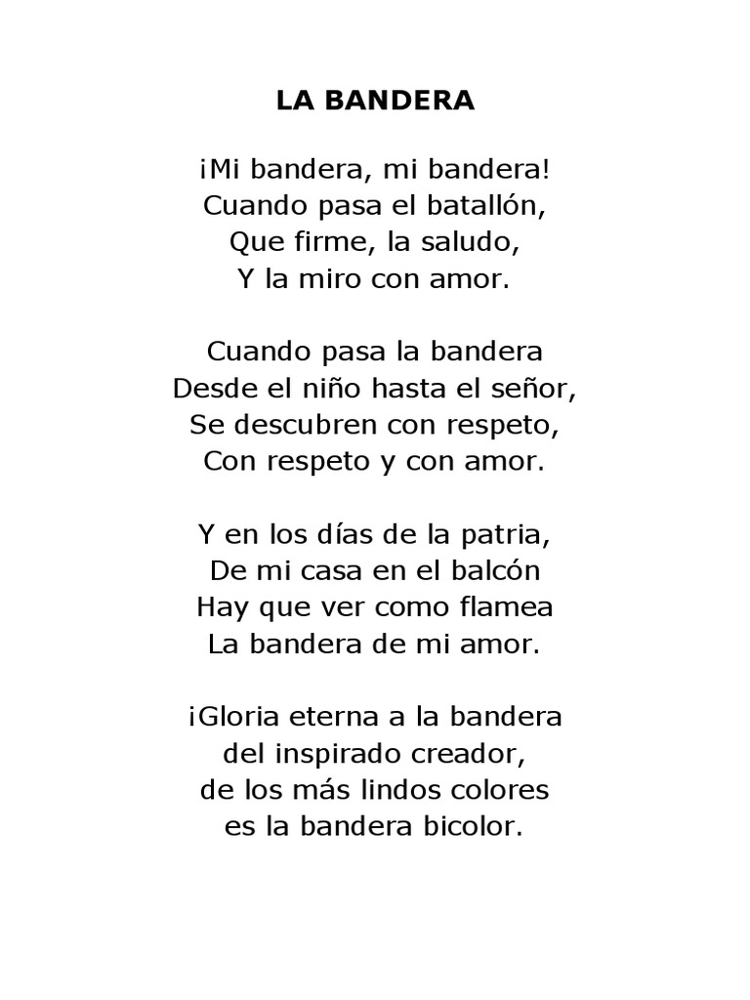 LA BANDERA
¡Mi bandera, mi bandera!
Cuando pasa el batallón,
Que firme, la saludo,
Y la miro con amor.
Cuando pasa la bandera
Desde el niño hasta el señor,
Se descubren con respeto,
Con respeto y con amor.
Y en los días de la patria,
De mi casa en el balcón
Hay que ver como flamea
La bandera de mi amor.
¡Gloria eterna a la bandera
del inspirado creador,
de los más lindos colores
es la bandera bicolor.